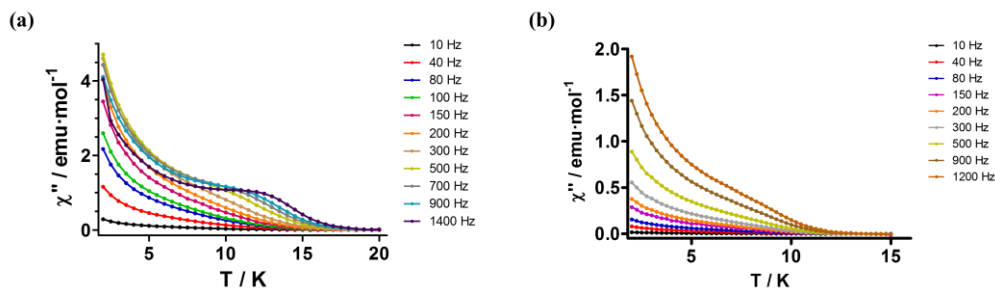 (a)
χ'' / emu·mol⁻¹
4
2
0
5
10
15
20
T / K
10 Hz
40 Hz
80 Hz
100 Hz
150 Hz
200 Hz
300 Hz
500 Hz
700 Hz
900 Hz
1400 Hz
(b)
χ'' / emu·mol⁻¹
2.0
1.5
1.0
0.5
0.0
5
10
15
T / K
10 Hz
40 Hz
80 Hz
150 Hz
200 Hz
300 Hz
500 Hz
900 Hz
1200 Hz